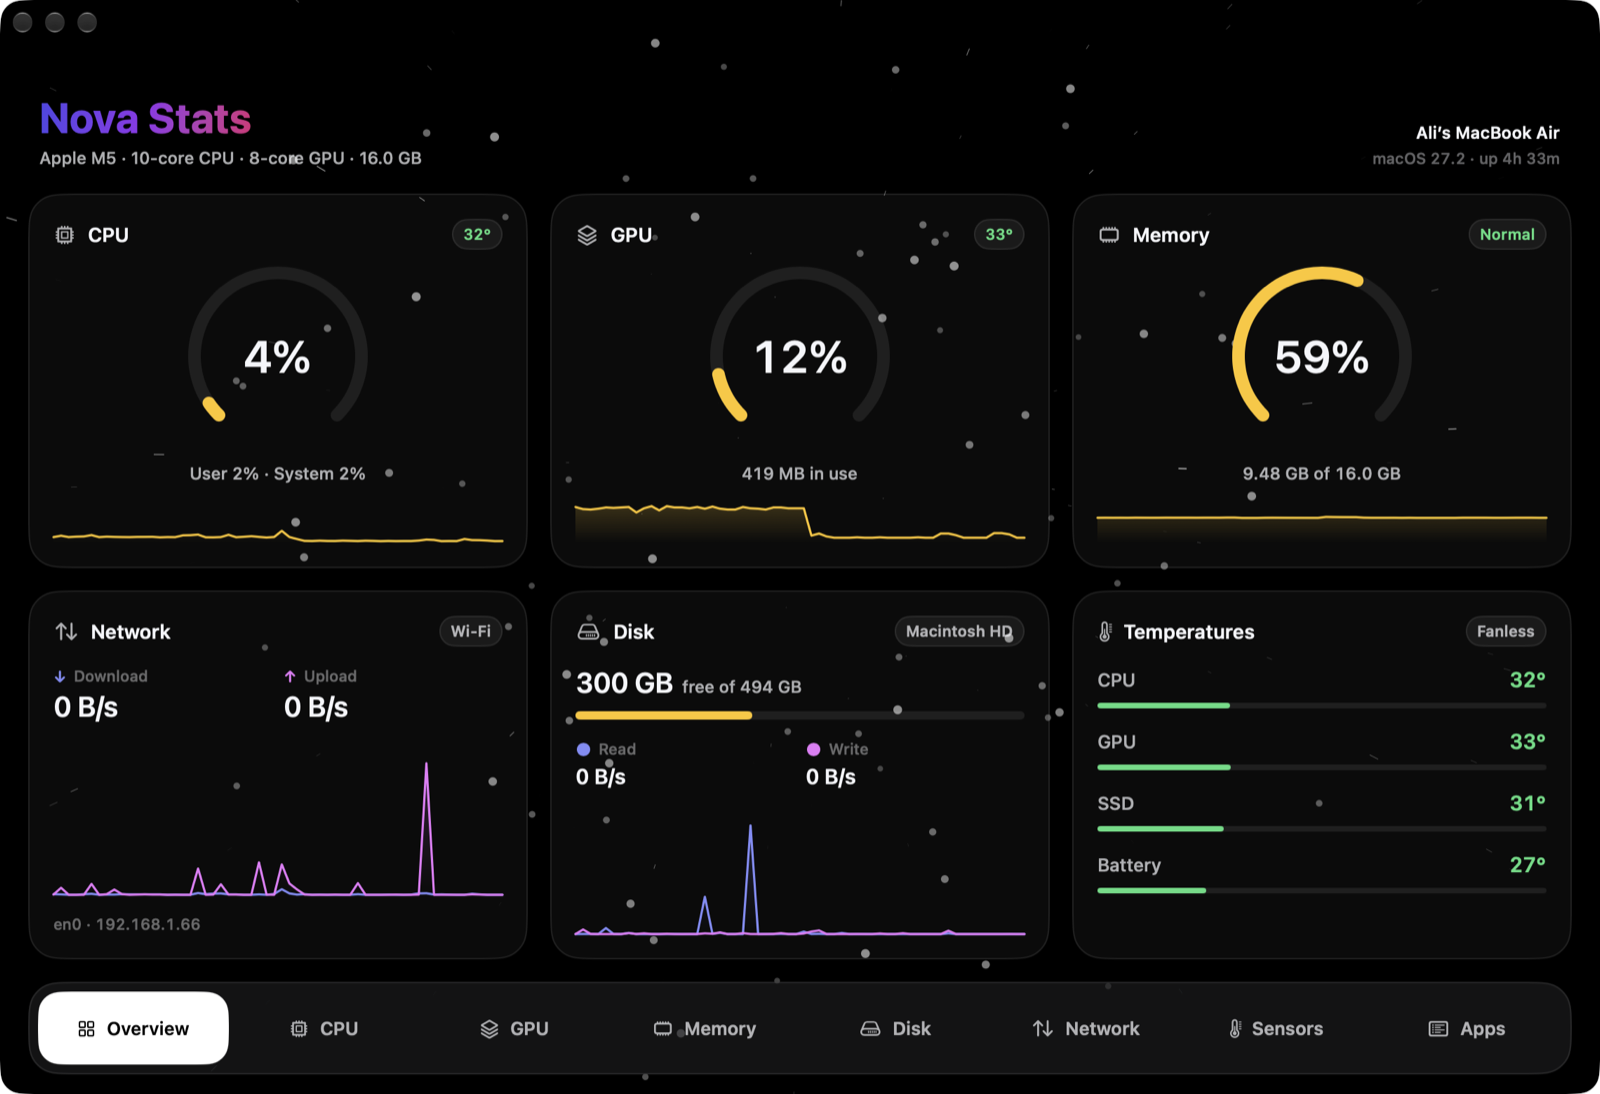 Nova Stats
Apple M5 · 10-core CPU · 8-core GPU · 16.0 GB
Ali's MacBook Air
macOS 27.2 · up 4h 33m
CPU
32°
4%
User 2% · System 2%
GPU
33°
12%
419 MB in use
Memory
Normal
59%
9.48 GB of 16.0 GB
Network
Wi-Fi
Download
Upload
0 B/s
0 B/s
en0 · 192.168.1.66
Disk
Macintosh HD
300 GB free of 494 GB
Read
Write
0 B/s
0 B/s
Temperatures
Fanless
CPU
32°
GPU
33°
SSD
31°
Battery
27°
Overview
CPU
GPU
Memory
Disk
Network
Sensors
Apps